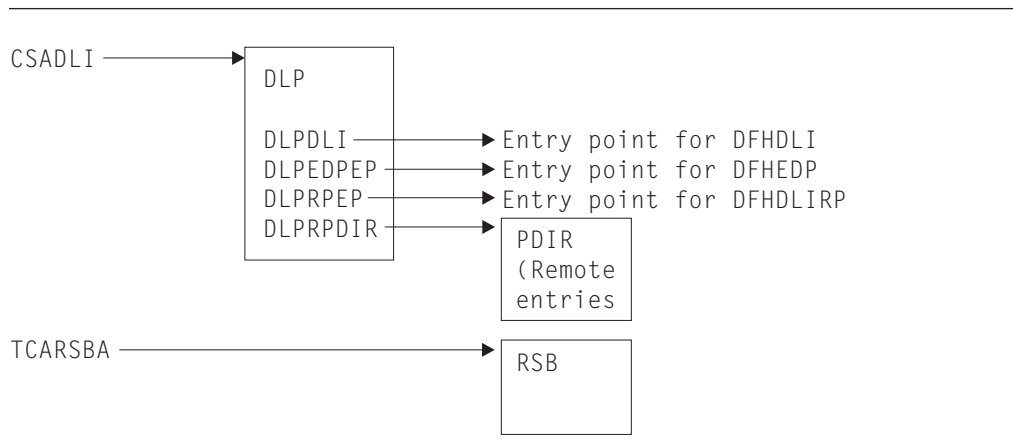 CSADLI
DLP
DLPDLI Entry point for DFHDLI
DLPEDPEP Entry point for DFHEDP
DLPRPEP Entry point for DFHDLIRP
DLPRPDIR
PDIR
(Remote
entries
TCARSBA
RSB